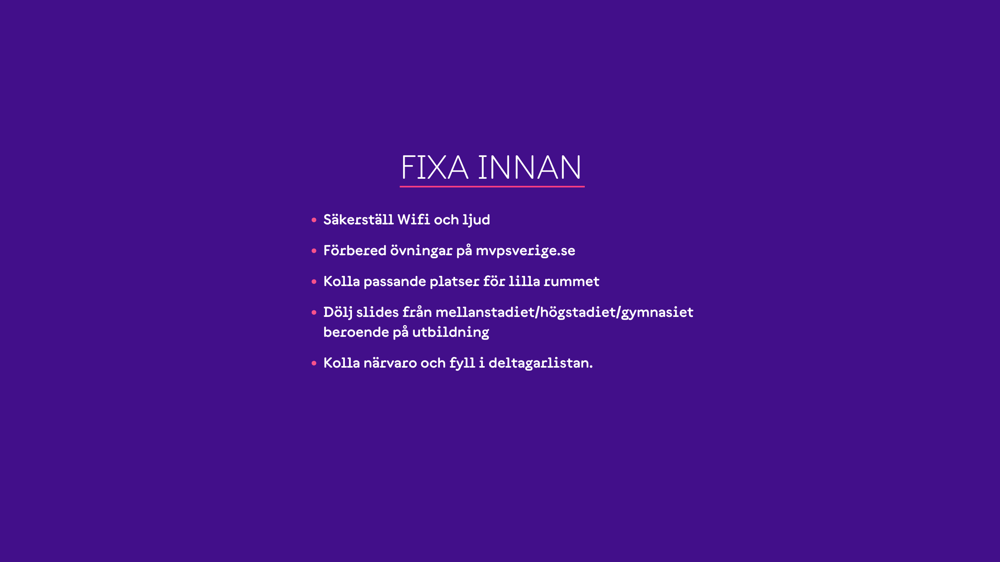 FIXA INNAN
• Säkerställ Wifi och ljud
• Förbered övningar på mvpsverige.se
• Kolla passande platser för lilla rummet
• Dölj slides från mellanstadiet/högstadiet/gymnasiet
beroende på utbildning
• Kolla närvaro och fyll i deltagarlistan.